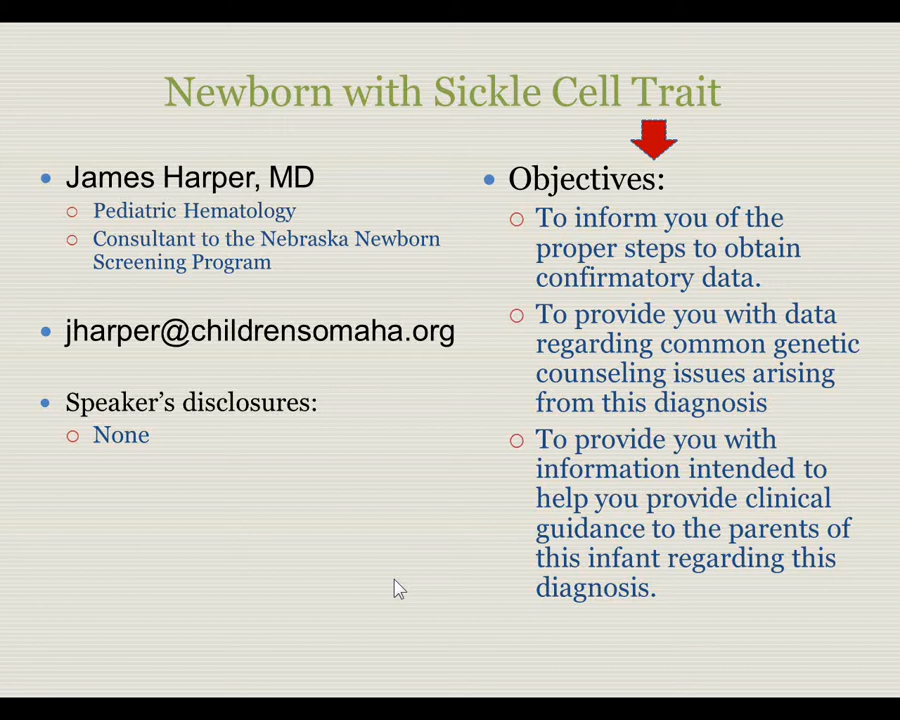 Newborn with Sickle Cell Trait
James Harper, MD
Pediatric Hematology
Consultant to the Nebraska Newborn
Screening Program
jharper@childrensomaha.org
Speaker's disclosures:
None
Objectives:
To inform you of the
proper steps to obtain
confirmatory data.
To provide you with data
regarding common genetic
counseling issues arising
from this diagnosis
To provide you with
information intended to
help you provide clinical
guidance to the parents of
this infant regarding this
diagnosis.